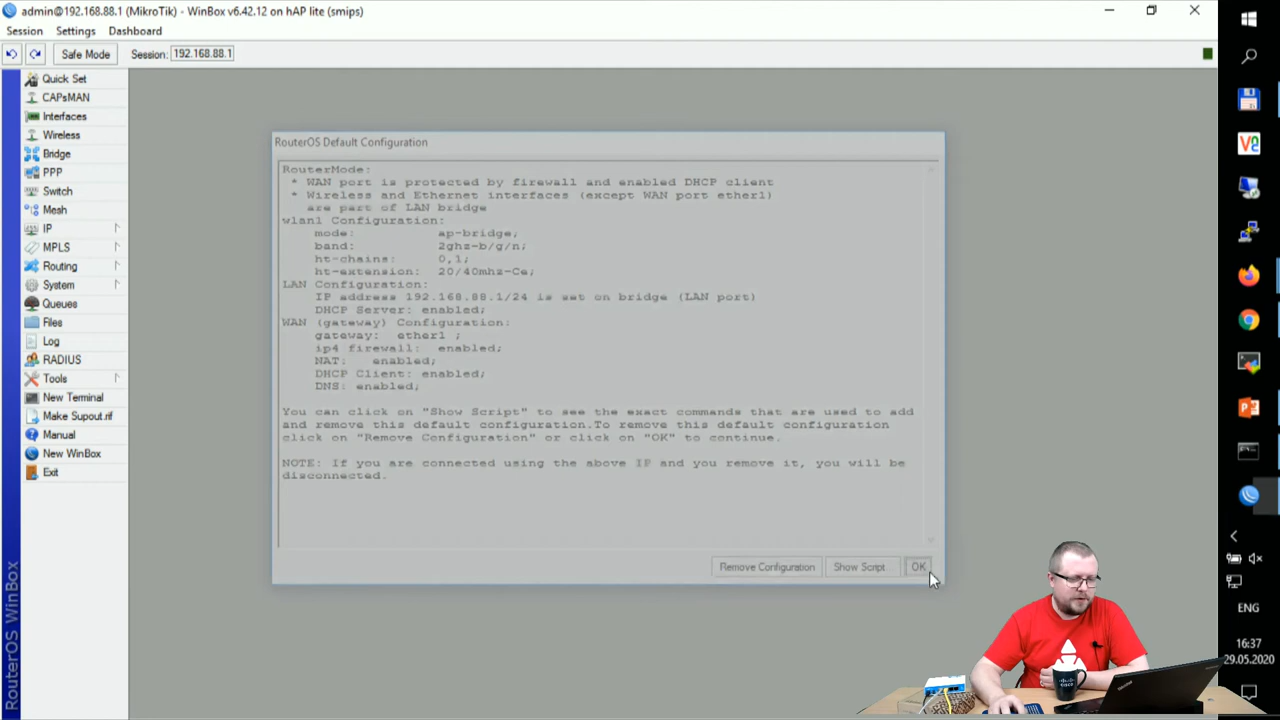 admin@192.168.88.1 (MikroTik) - WinBox v6.42.12 on hAP lite (smips)
Session Settings Dashboard
Safe Mode Session: 192.168.88.1
Quick Set
CAPsMAN
Interfaces
Wireless
Bridge
PPP
Switch
Mesh
IP
MPLS
Routing
System
Queues
Files
Log
RADIUS
Tools
New Terminal
Make Supout.rif
Manual
New WinBox
Exit
RouterOS WinBox
RouterOS Default Configuration
RouterMode:
* WAN port is protected by firewall and enabled DHCP client
* Wireless and Ethernet interfaces (except WAN port ether1)
are part of LAN bridge
wlan1 Configuration:
mode: ap-bridge;
band: 2ghz-b/g/n;
ht-chains: 0,1;
ht-extension: 20/40mhz-Ce;
LAN Configuration:
IP address 192.168.88.1/24 is set on bridge (LAN port)
DHCP Server: enabled;
WAN (gateway) Configuration:
gateway: ether1 ;
ip4 firewall: enabled;
NAT: enabled;
DHCP Client: enabled;
DNS: enabled;
You can click on "Show Script" to see the exact commands that are used to add
and remove this default configuration.To remove this default configuration
click on "Remove Configuration" or click on "OK" to continue.
NOTE: If you are connected using the above IP and you remove it, you will be
disconnected.
Remove Configuration Show Script... OK
ENG
16:37
29.05.2020